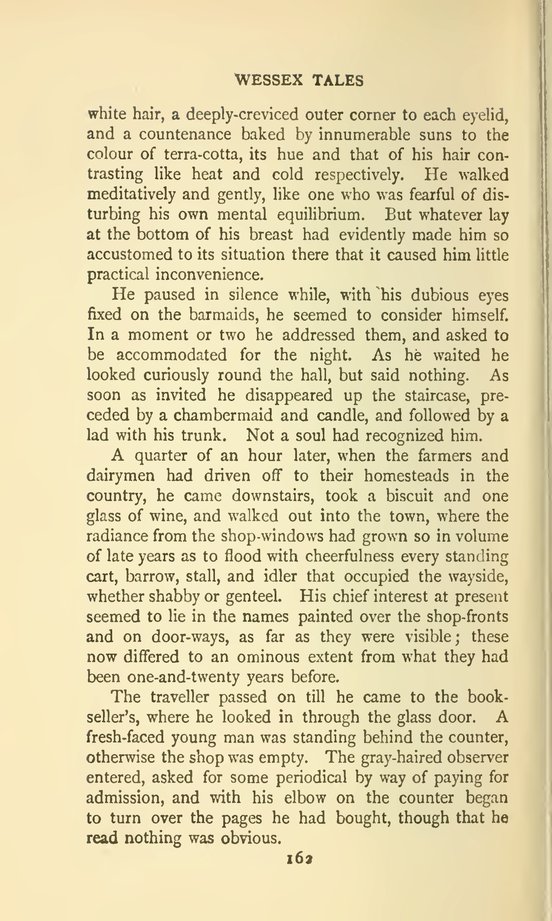 WESSEX TALES
white hair, a deeply-creviced outer corner to each eyelid,
and a countenance baked by innumerable suns to the
colour of terra-cotta, its hue and that of his hair con-
trasting like heat and cold respectively. He walked
meditatively and gently, like one who was fearful of dis-
turbing his own mental equilibrium. But whatever lay
at the bottom of his breast had evidently made him so
accustomed to its situation there that it caused him little
practical inconvenience.
He paused in silence while, with his dubious eyes
fixed on the barmaids, he seemed to consider himself.
In a moment or two he addressed them, and asked to
be accommodated for the night. As he waited he
looked curiously round the hall, but said nothing. As
soon as invited he disappeared up the staircase, pre-
ceded by a chambermaid and candle, and followed by a
lad with his trunk. Not a soul had recognized him.
A quarter of an hour later, when the farmers and
dairymen had driven off to their homesteads in the
country, he came downstairs, took a biscuit and one
glass of wine, and walked out into the town, where the
radiance from the shop-windows had grown so in volume
of late years as to flood with cheerfulness every standing
cart, barrow, stall, and idler that occupied the wayside,
whether shabby or genteel. His chief interest at present
seemed to lie in the names painted over the shop-fronts
and on door-ways, as far as they were visible; these
now differed to an ominous extent from what they had
been one-and-twenty years before.
The traveller passed on till he came to the book-
seller's, where he looked in through the glass door. A
fresh-faced young man was standing behind the counter,
otherwise the shop was empty. The gray-haired observer
entered, asked for some periodical by way of paying for
admission, and with his elbow on the counter began
to turn over the pages he had bought, though that he
read nothing was obvious.
162